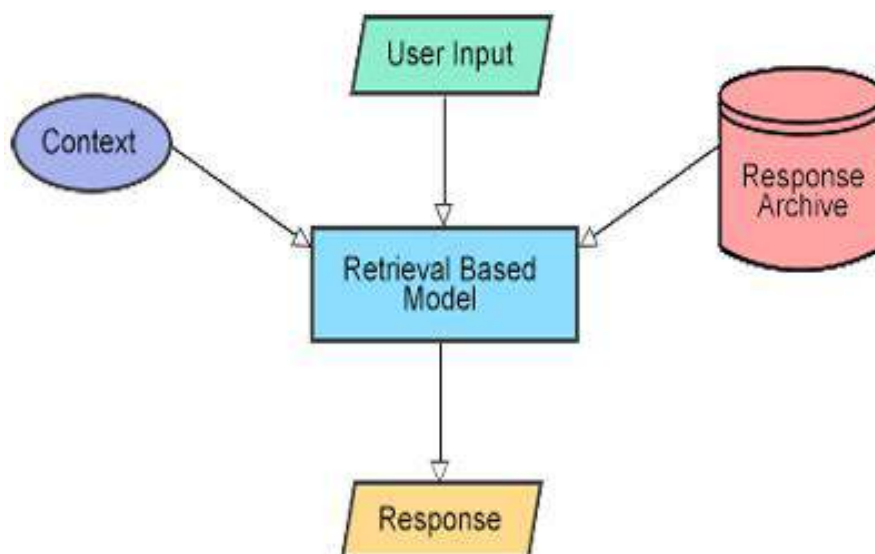 User Input
Context
Response
Archive
Retrieval Based
Model
Response